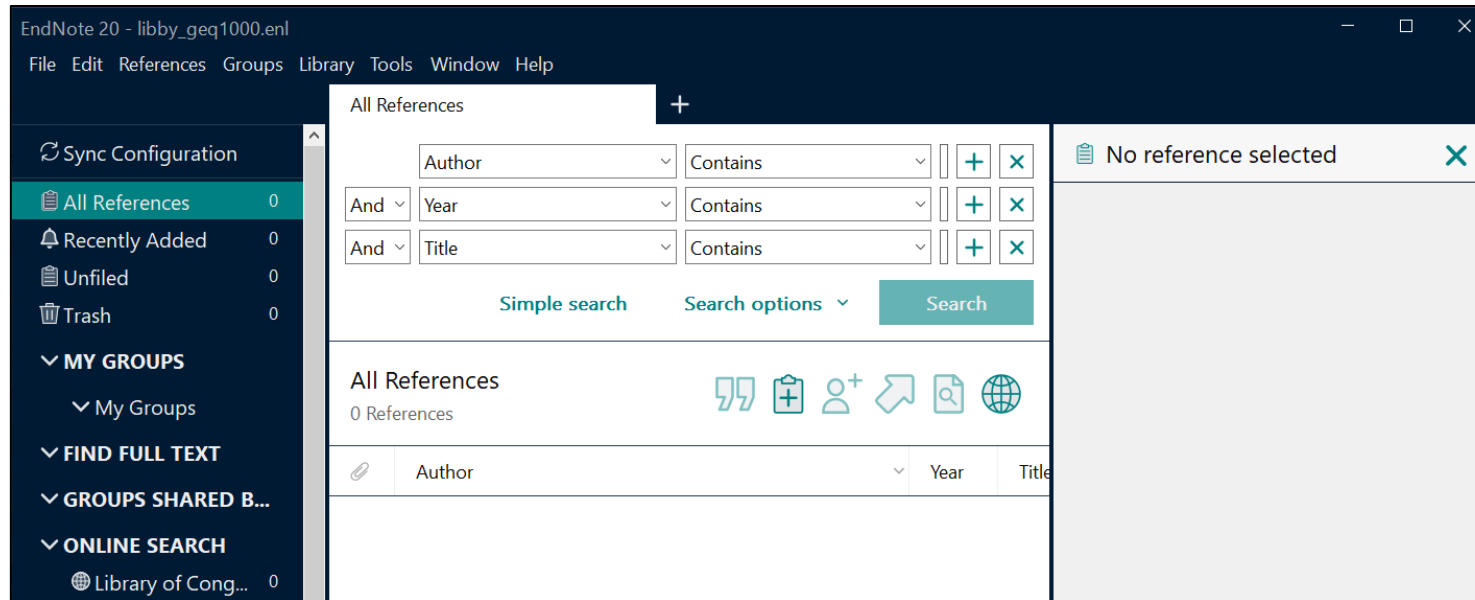 EndNote 20 - libby_geq1000.enl
File Edit References Groups Library Tools Window Help
All References
Sync Configuration
All References 0
Recently Added 0
Unfiled 0
Trash 0
MY GROUPS
My Groups
FIND FULL TEXT
GROUPS SHARED B...
ONLINE SEARCH
Library of Cong... 0
Author Contains
And Year Contains
And Title Contains
Simple search Search options Search
All References
0 References
Author Year Title
No reference selected